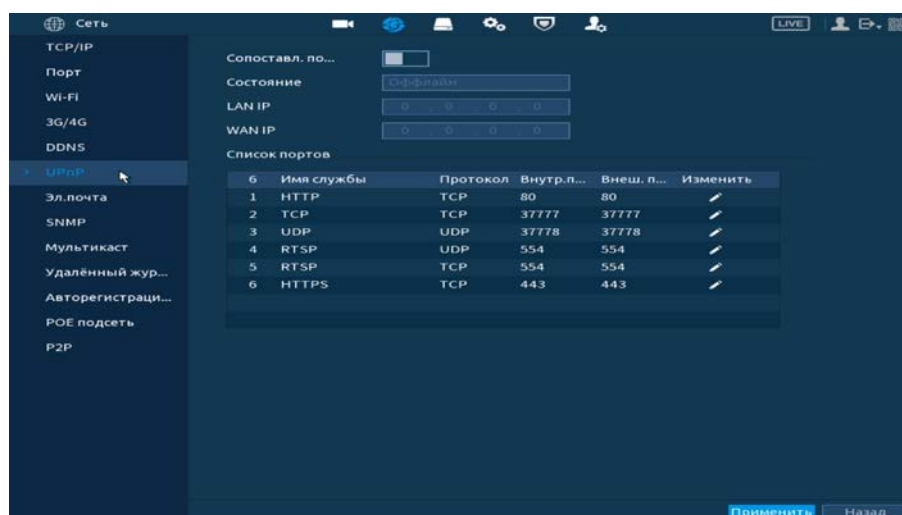 Сеть LIVE
TCP/IP
Порт
Wi-Fi
3G/4G
DDNS
UPnP
Эл.почта
SNMP
Мультикаст
Удалённый жур...
Авторегистраци...
POE подсеть
P2P
Сопоставл. по...
Состояние Оффлайн
LAN IP 0 . 0 . 0 . 0
WAN IP 0 . 0 . 0 . 0
Список портов
6 Имя службы Протокол Внутр.п... Внеш. п... Изменить
1 HTTP TCP 80 80
2 TCP TCP 37777 37777
3 UDP UDP 37778 37778
4 RTSP UDP 554 554
5 RTSP TCP 554 554
6 HTTPS TCP 443 443
Применить Назад